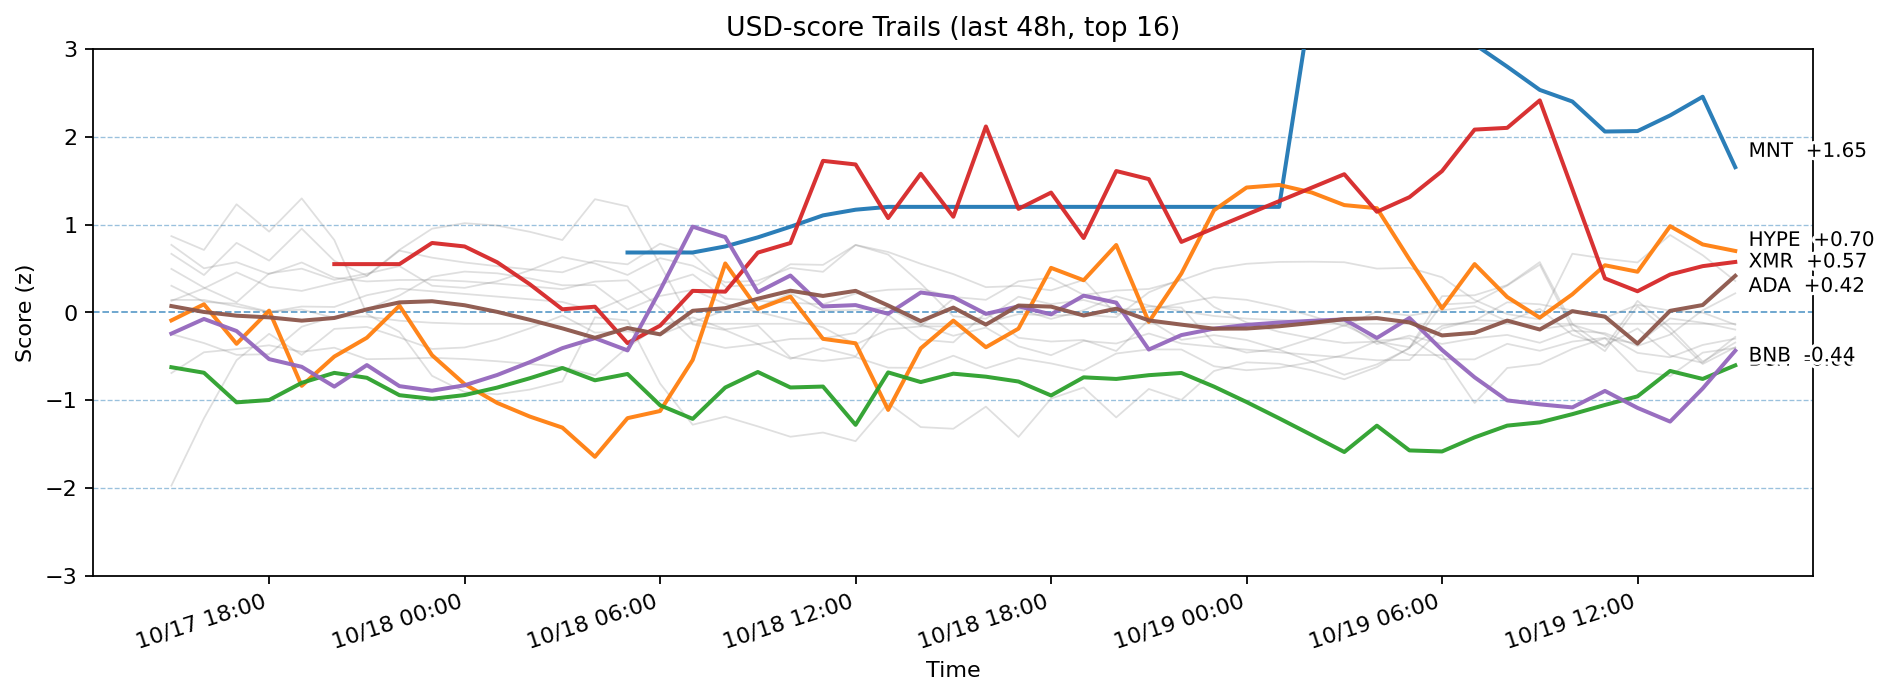 USD-score Trails (last 48h, top 16)
Score (z)
3
2
1
0
−1
−2
−3
MNT +1.65
HYPE +0.70
XMR +0.57
ADA +0.42
BNB -0.44
10/17 18:00
10/18 00:00
10/18 06:00
10/18 12:00
10/18 18:00
10/19 00:00
10/19 06:00
10/19 12:00
Time